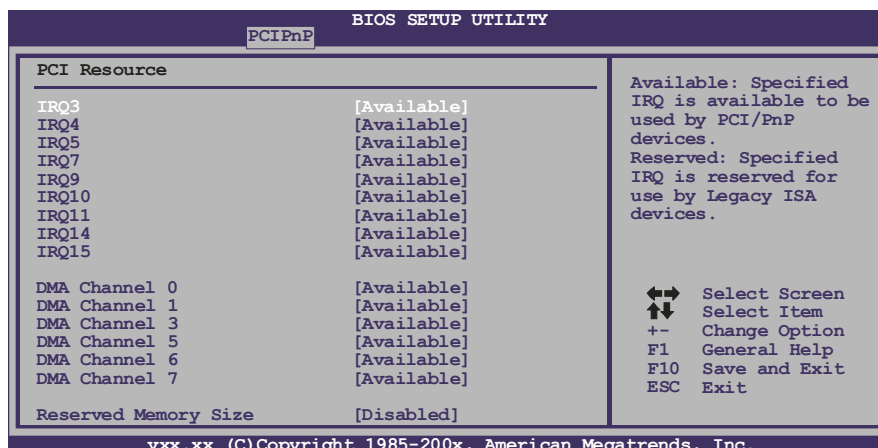 BIOS SETUP UTILITY
PCIPnP
PCI Resource
IRQ3 [Available]
IRQ4 [Available]
IRQ5 [Available]
IRQ7 [Available]
IRQ9 [Available]
IRQ10 [Available]
IRQ11 [Available]
IRQ14 [Available]
IRQ15 [Available]
DMA Channel 0 [Available]
DMA Channel 1 [Available]
DMA Channel 3 [Available]
DMA Channel 5 [Available]
DMA Channel 6 [Available]
DMA Channel 7 [Available]
Reserved Memory Size [Disabled]
Available: Specified
IRQ is available to be
used by PCI/PnP
devices.
Reserved: Specified
IRQ is reserved for
use by Legacy ISA
devices.
Select Screen
Select Item
+- Change Option
F1 General Help
F10 Save and Exit
ESC Exit
vxx.xx (C)Copyright 1985-200x, American Megatrends, Inc.